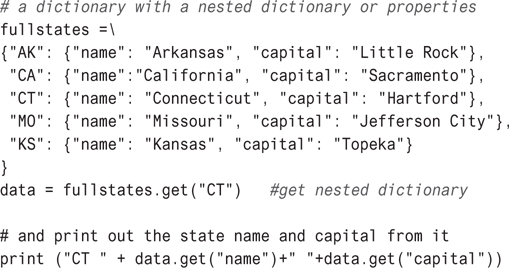 # a dictionary with a nested dictionary or properties
fullstates =\
{"AK": {"name": "Arkansas", "capital": "Little Rock"},
 "CA": {"name":"California", "capital": "Sacramento"},
 "CT": {"name": "Connecticut", "capital": "Hartford"},
 "MO": {"name": "Missouri", "capital": "Jefferson City"},
 "KS": {"name": "Kansas", "capital": "Topeka"}
}
data = fullstates.get("CT")   #get nested dictionary

# and print out the state name and capital from it
print ("CT " + data.get("name")+" "+data.get("capital"))